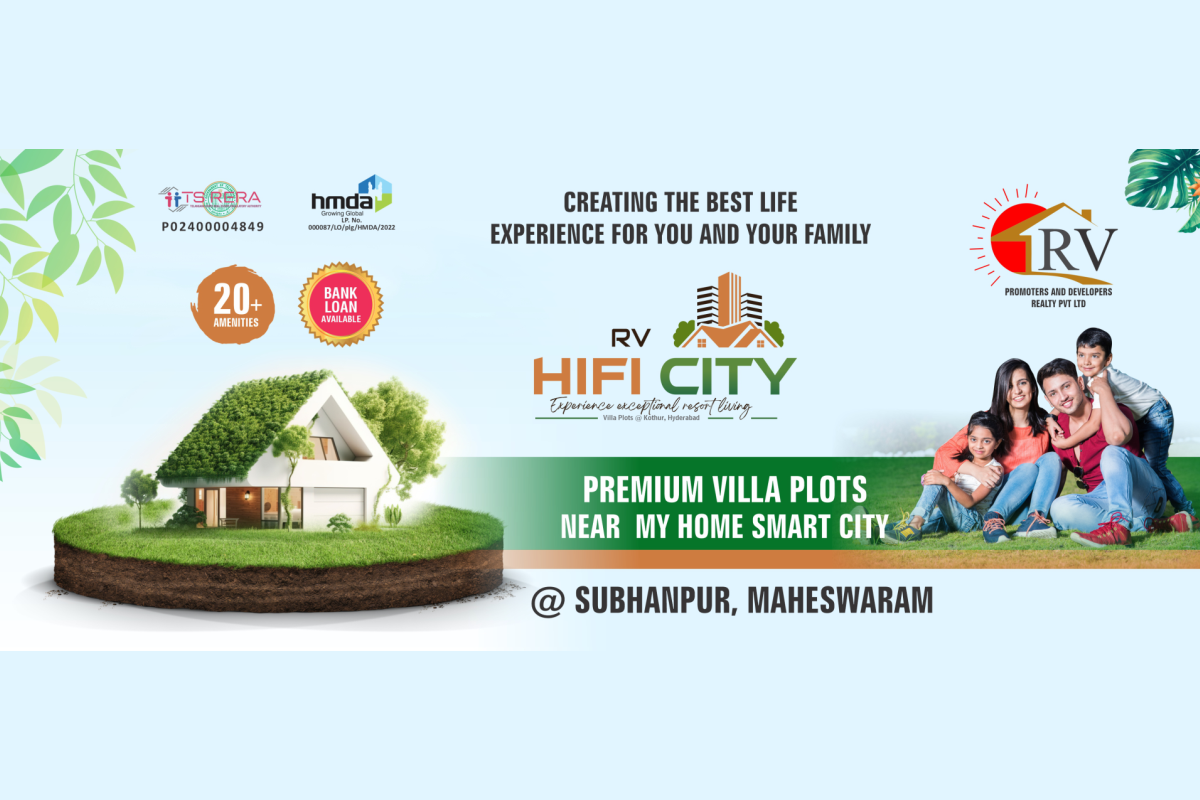 TS RERA
P02400004849
hmda
Growing Global
LP. No.
000087/LO/plg/HMDA/2022
20+
AMENITIES
BANK
LOAN
AVAILABLE
CREATING THE BEST LIFE
EXPERIENCE FOR YOU AND YOUR FAMILY
RV
HIFI CITY
Experience exceptional resort living
Villa Plots @ Kothur, Hyderabad
RV
PROMOTERS AND DEVELOPERS
REALTY PVT LTD
PREMIUM VILLA PLOTS
NEAR MY HOME SMART CITY
@ SUBHANPUR, MAHESWARAM